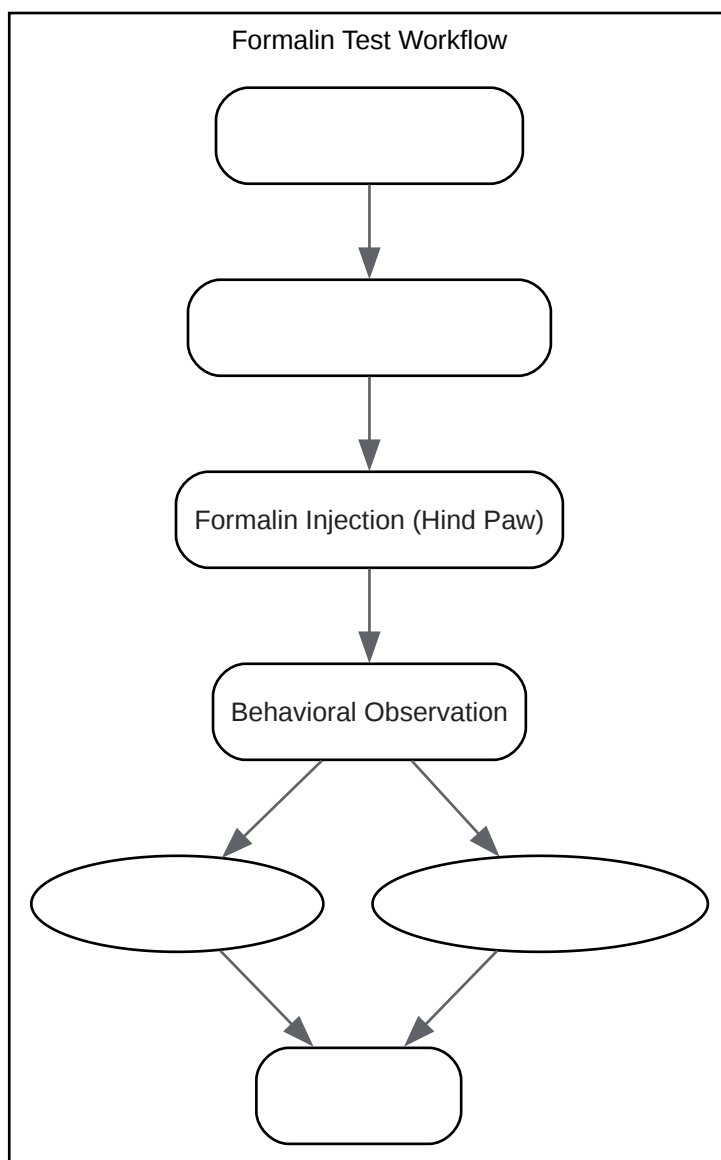 Formalin Test Workflow
Formalin Injection (Hind Paw)
Behavioral Observation